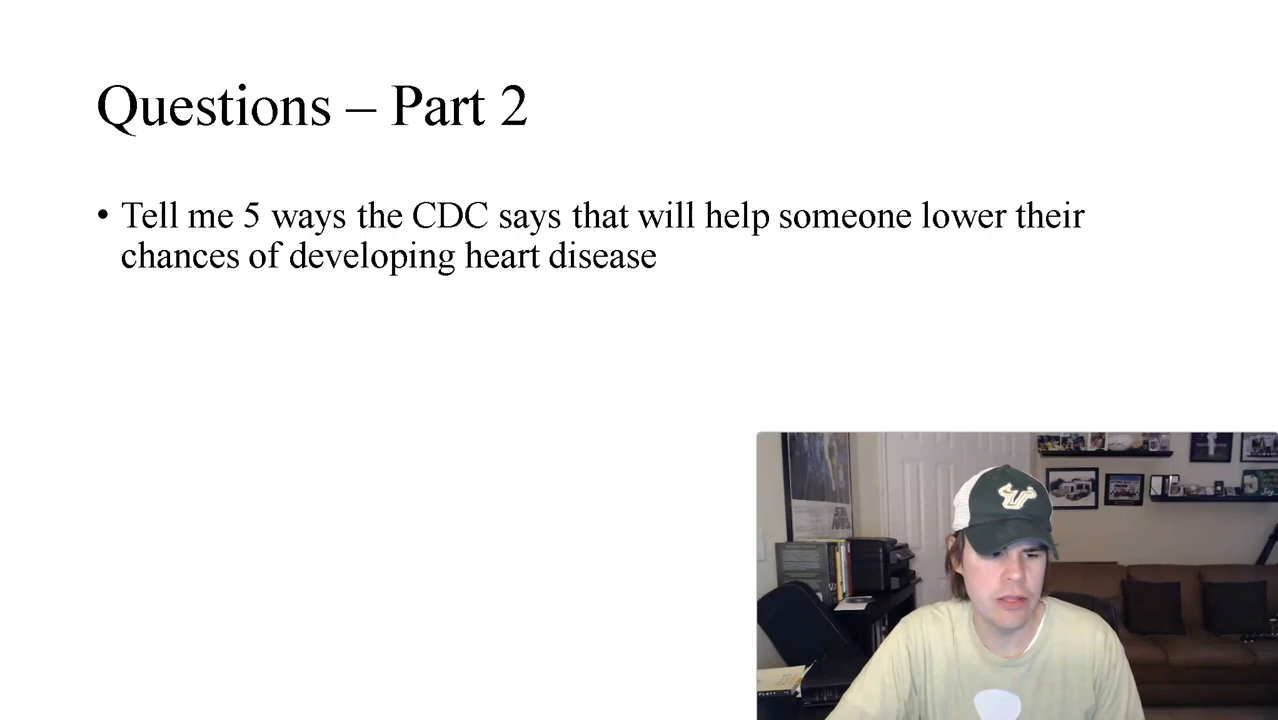 Questions – Part 2
• Tell me 5 ways the CDC says that will help someone lower their
chances of developing heart disease